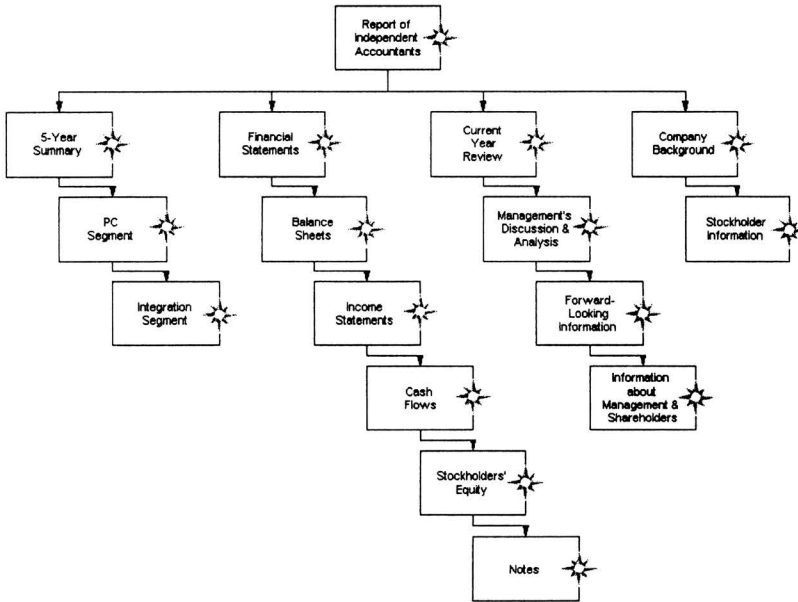 Report of
Independent
Accountants
5-Year
Summary
Financial
Statements
Current
Year
Review
Company
Background
PC
Segment
Balance
Sheets
Management's
Discussion &
Analysis
Stockholder
Information
Integration
Segment
Income
Statements
Forward-
Looking
Information
Cash
Flows
Information
about
Management &
Shareholders
Stockholders'
Equity
Notes